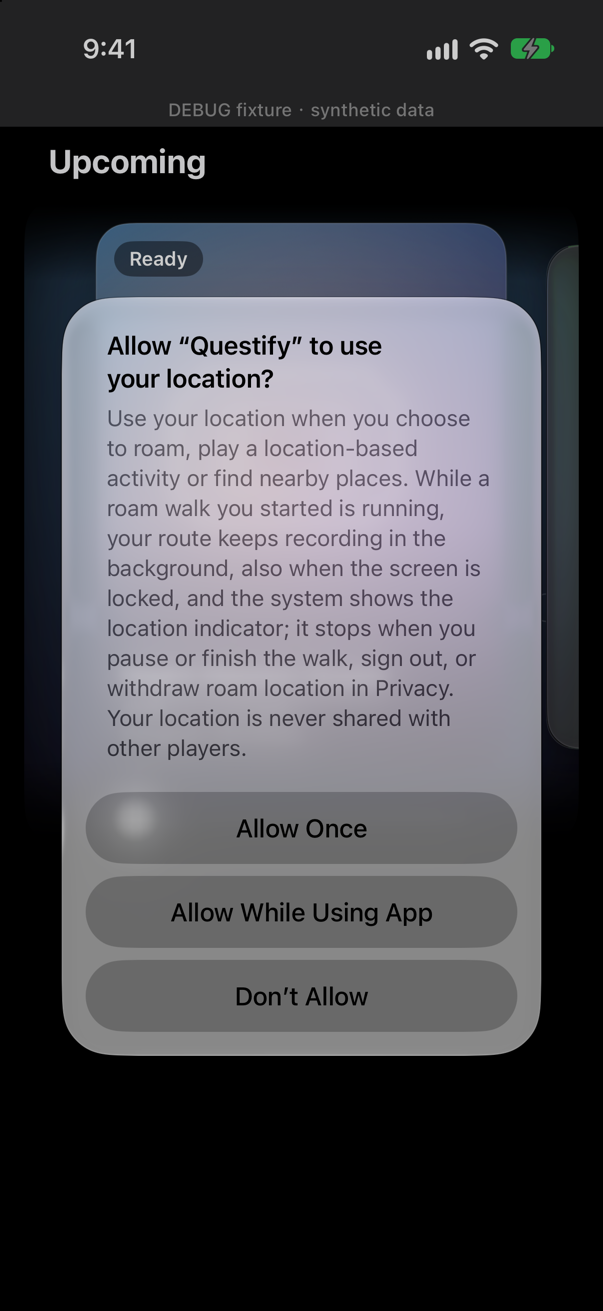 9:41
DEBUG fixture · synthetic data
Upcoming
Ready
Allow “Questify” to use
your location?
Use your location when you choose
to roam, play a location-based
activity or find nearby places. While a
roam walk you started is running,
your route keeps recording in the
background, also when the screen is
locked, and the system shows the
location indicator; it stops when you
pause or finish the walk, sign out, or
withdraw roam location in Privacy.
Your location is never shared with
other players.
Allow Once
Allow While Using App
Don’t Allow